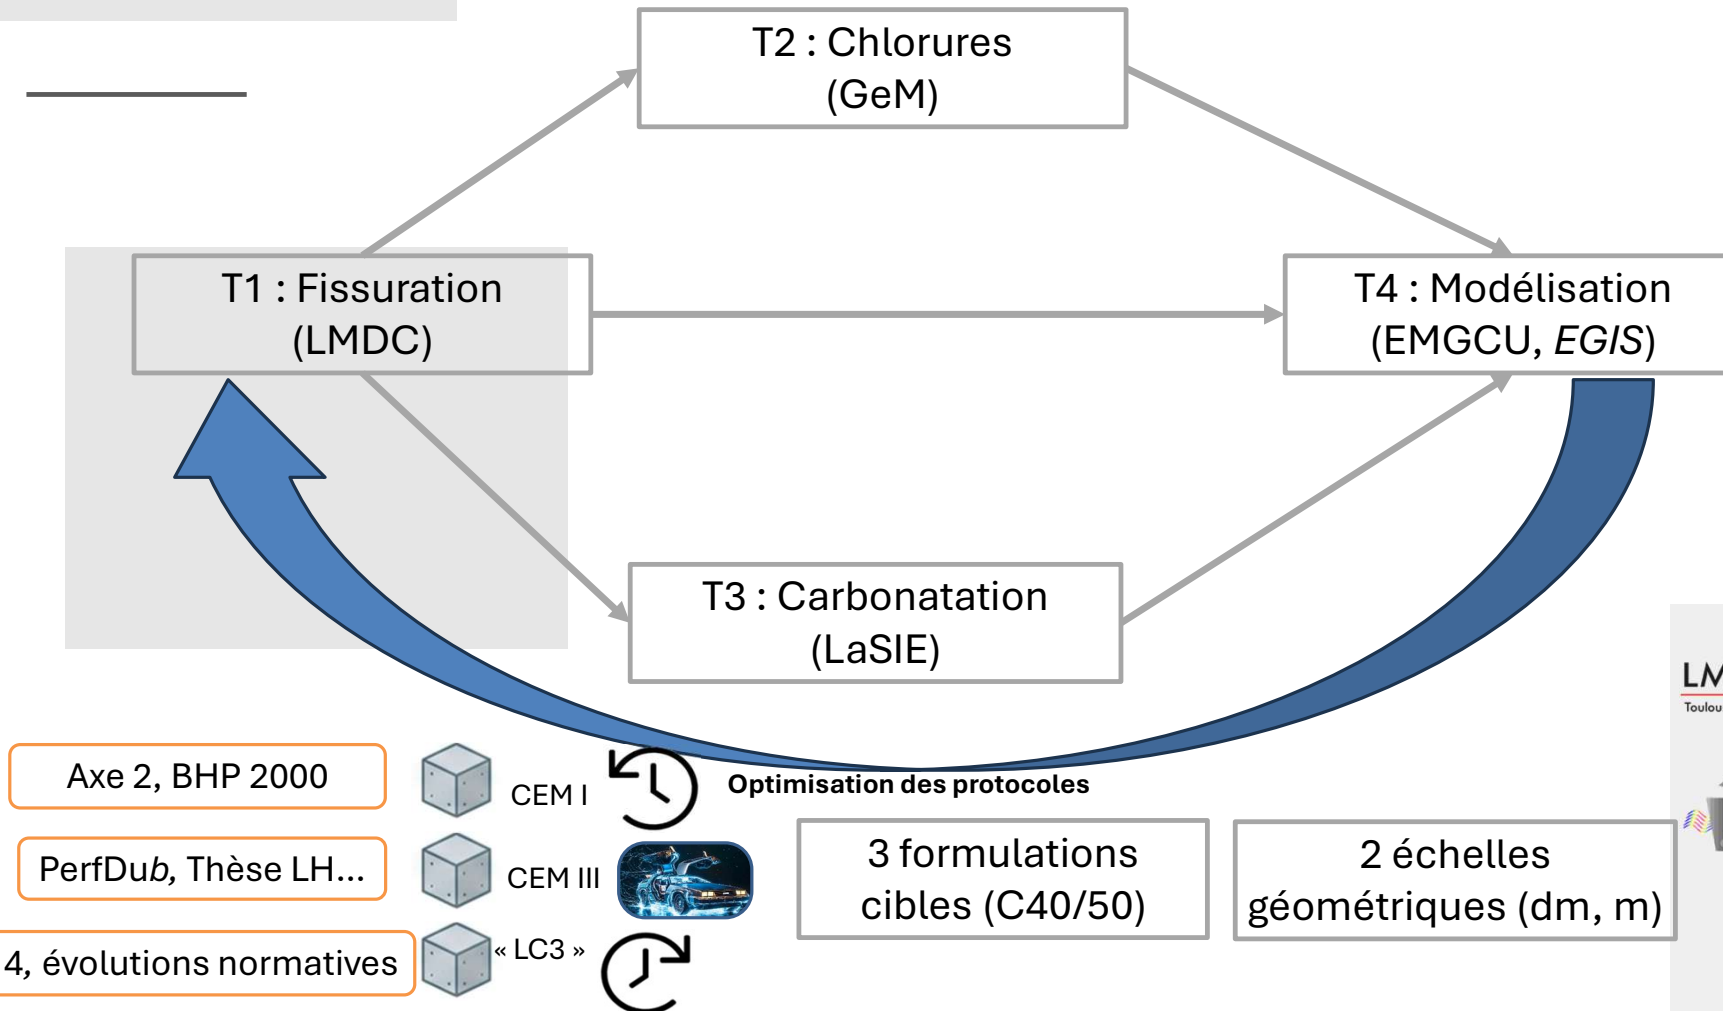 T2 : Chlorures
(GeM)
T1 : Fissuration
(LMDC)
T4 : Modélisation
(EMGCU, EGIS)
T3 : Carbonatation
(LaSIE)
Optimisation des protocoles
Axe 2, BHP 2000
CEM I
PerfDub, Thèse LH...
CEM III
4, évolutions normatives
« LC3 »
3 formulations
cibles (C40/50)
2 échelles
géométriques (dm, m)